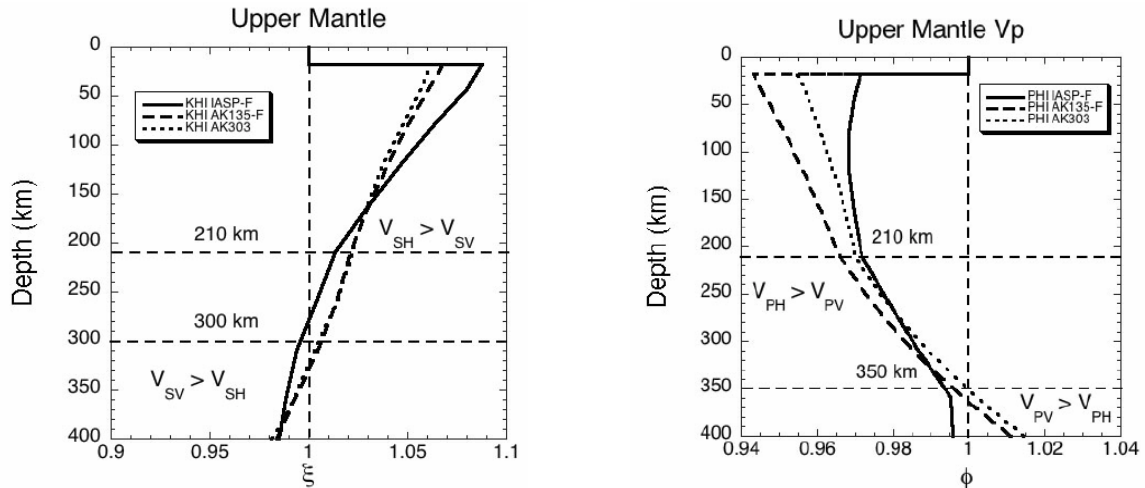 Upper Mantle
0
50
100
150
200
250
300
350
400
Depth (km)
KHI IASP-F
KHI AK135-F
KHI AK303
210 km
V_SH > V_SV
300 km
V_SV > V_SH
0.9
0.95
1
1.05
1.1
ξ
Upper Mantle Vp
0
50
100
150
200
250
300
350
400
Depth (km)
PHI IASP-F
PHI AK135-F
PHI AK303
210 km
V_PH > V_PV
350 km
V_PV > V_PH
0.94
0.96
0.98
1
1.02
1.04
ϕ